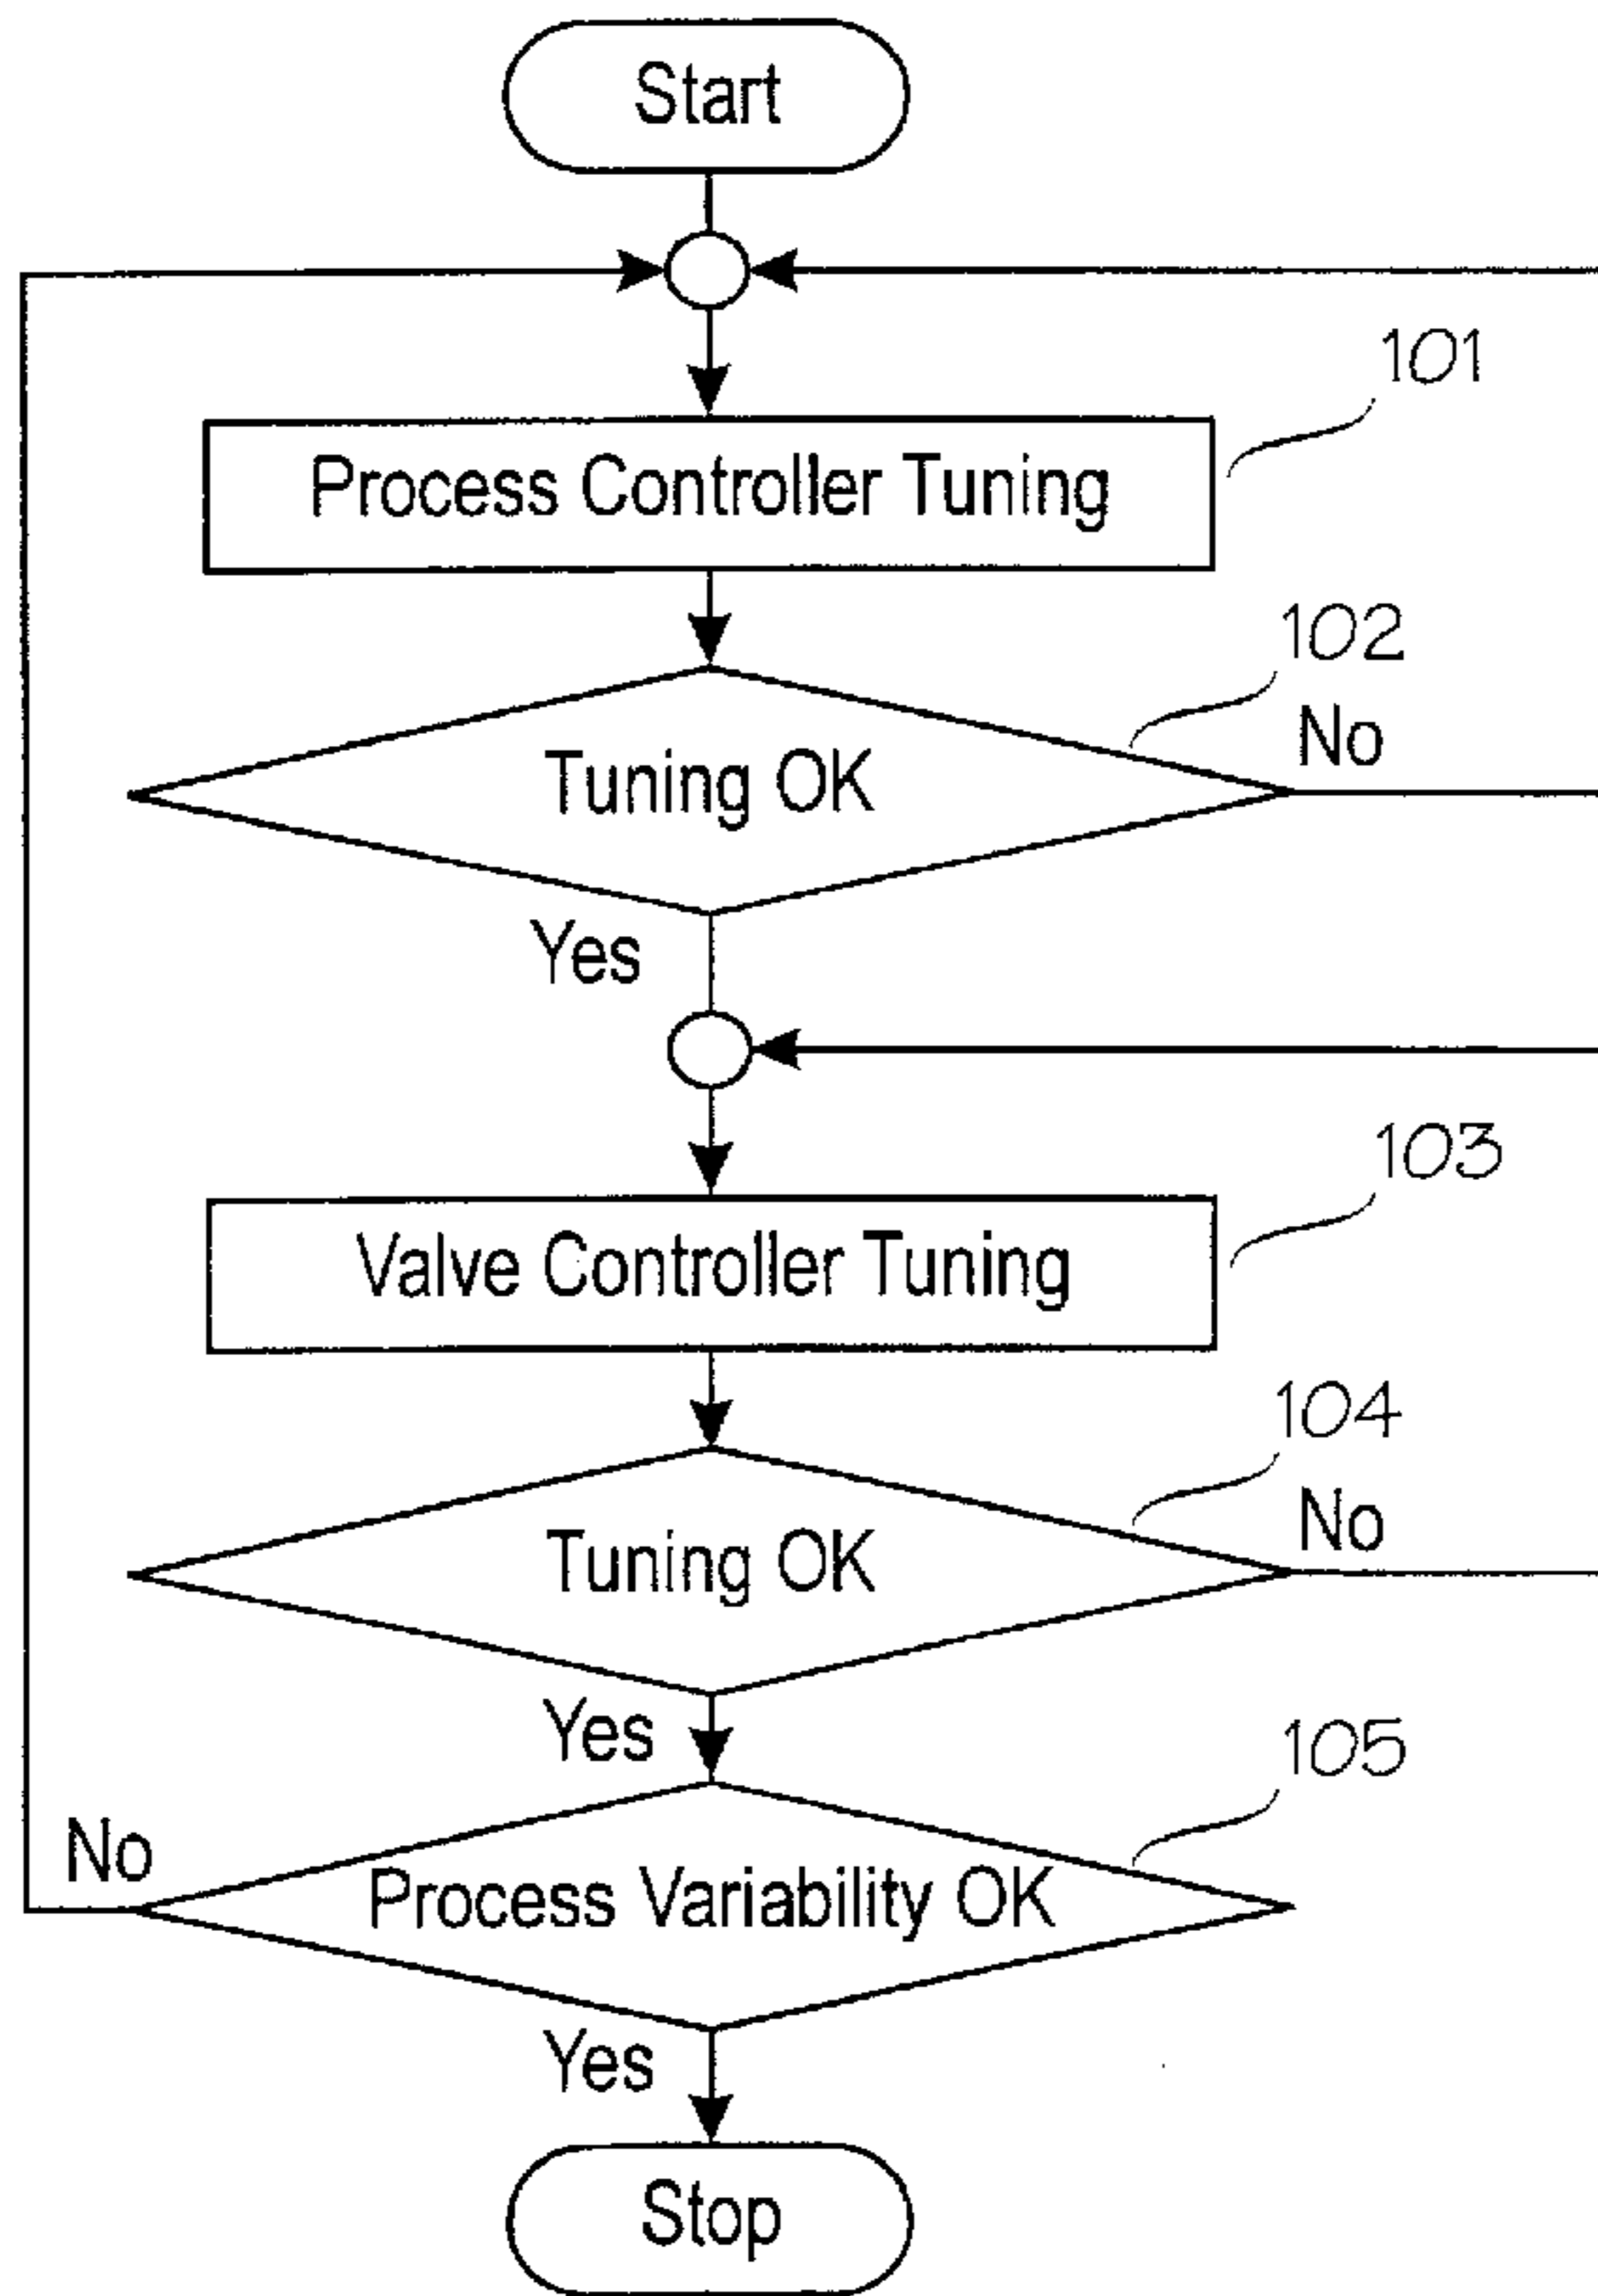 Start
101
Process Controller Tuning
102
No
Tuning OK
Yes
103
Valve Controller Tuning
104
No
Tuning OK
Yes
105
No
Process Variability OK
Yes
Stop